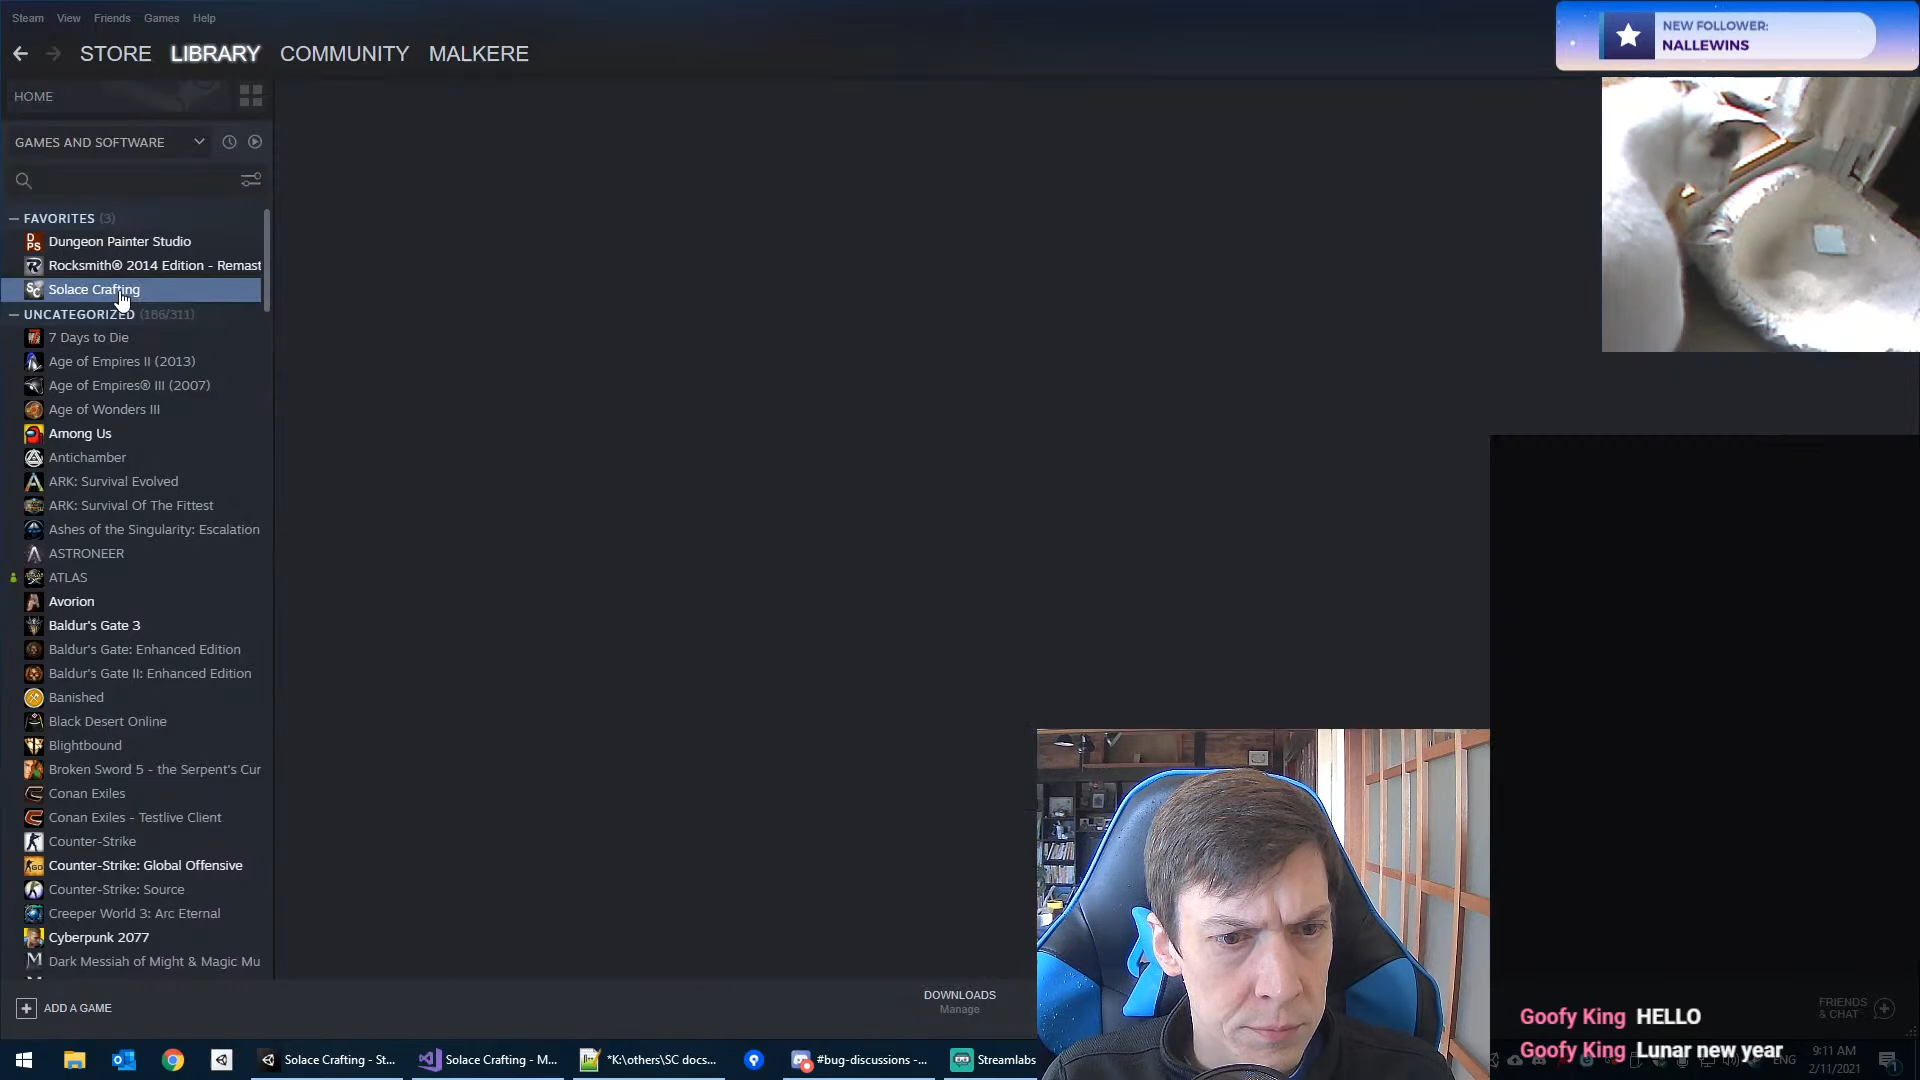 Steam View Friends Games Help
NEW FOLLOWER:
NALLEWINS
STORE LIBRARY COMMUNITY MALKERE
HOME
GAMES AND SOFTWARE
FAVORITES (3)
Dungeon Painter Studio
Rocksmith® 2014 Edition - Remast
Solace Crafting
UNCATEGORIZED (186/311)
7 Days to Die
Age of Empires II (2013)
Age of Empires® III (2007)
Age of Wonders III
Among Us
Antichamber
ARK: Survival Evolved
ARK: Survival Of The Fittest
Ashes of the Singularity: Escalation
ASTRONEER
ATLAS
Avorion
Baldur's Gate 3
Baldur's Gate: Enhanced Edition
Baldur's Gate II: Enhanced Edition
Banished
Black Desert Online
Blightbound
Broken Sword 5 - the Serpent's Cur
Conan Exiles
Conan Exiles - Testlive Client
Counter-Strike
Counter-Strike: Global Offensive
Counter-Strike: Source
Creeper World 3: Arc Eternal
Cyberpunk 2077
Dark Messiah of Might & Magic Mu
ADD A GAME
DOWNLOADS
Manage
FRIENDS
& CHAT
Goofy King HELLO
Goofy King Lunar new year
Solace Crafting - St...
Solace Crafting - M...
*K:\others\SC docs...
#bug-discussions -...
Streamlabs
ENG
9:11 AM
2/11/2021